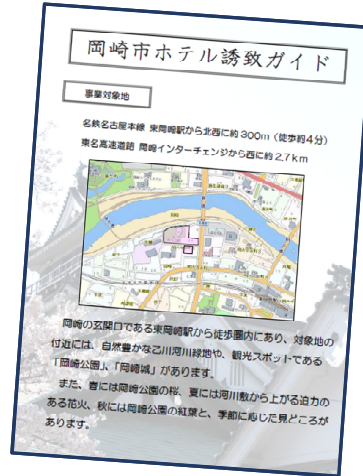 岡崎市ホテル誘致ガイド
事業対象地
名鉄名古屋本線 東岡崎駅から北西に約300m（徒歩約4分）
東名高速道路 岡崎インターチェンジから西に約2.7km
岡崎の玄関口である東岡崎駅から徒歩圏内にあり、対象地の
付近には、自然豊かな乙川河川緑地や、観光スポットである
「岡崎公園」、「岡崎城」があります。
また、春には岡崎公園の桜、夏には河川敷から上がる迫力の
ある花火、秋には岡崎公園の紅葉と、季節に応じた見どころが
あります。